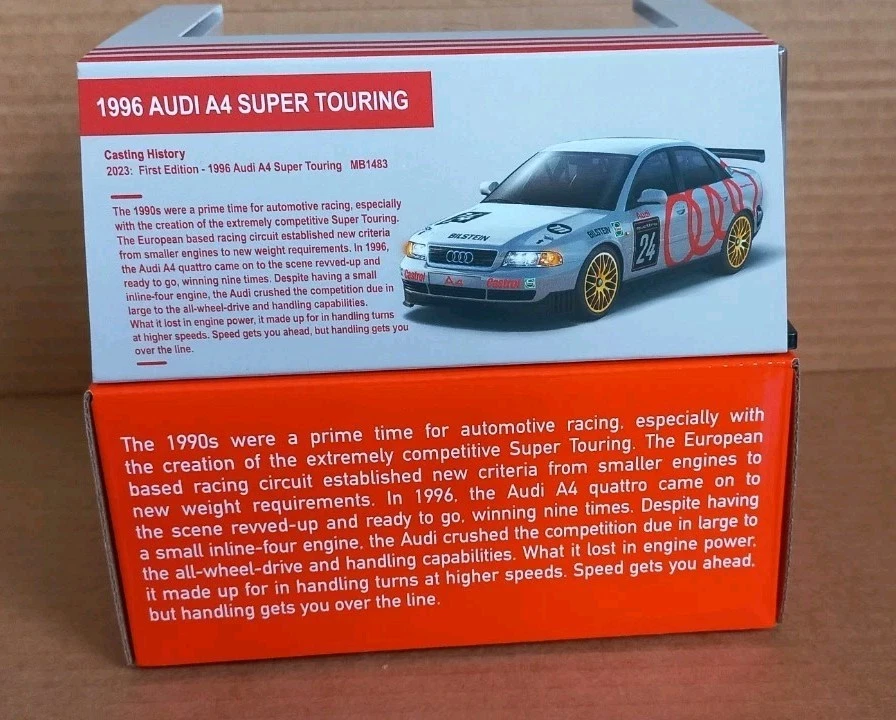 1996 AUDI A4 SUPER TOURING
Casting History
2023: First Edition - 1996 Audi A4 Super Touring MB1483
The 1990s were a prime time for automotive racing, especially
with the creation of the extremely competitive Super Touring.
The European based racing circuit established new criteria
from smaller engines to new weight requirements. In 1996,
the Audi A4 quattro came on to the scene revved-up and
ready to go, winning nine times. Despite having a small
inline-four engine, the Audi crushed the competition due in
large to the all-wheel-drive and handling capabilities.
What it lost in engine power, it made up for in handling turns
at higher speeds. Speed gets you ahead, but handling gets you
over the line.
BILSTEIN
BILSTEIN
24
Audi
Castrol
Castrol
The 1990s were a prime time for automotive racing, especially with
the creation of the extremely competitive Super Touring. The European
based racing circuit established new criteria from smaller engines to
new weight requirements. In 1996, the Audi A4 quattro came on to
the scene revved-up and ready to go, winning nine times. Despite having
a small inline-four engine, the Audi crushed the competition due in large to
the all-wheel-drive and handling capabilities. What it lost in engine power,
it made up for in handling turns at higher speeds. Speed gets you ahead,
but handling gets you over the line.